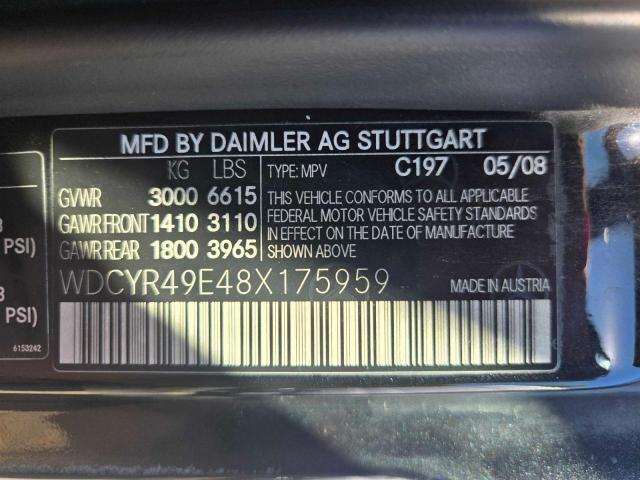 MFD BY DAIMLER AG STUTTGART
KG LBS TYPE: MPV C197 05/08
GVWR 3000 6615 THIS VEHICLE CONFORMS TO ALL APPLICABLE
GAWR FRONT 1410 3110 FEDERAL MOTOR VEHICLE SAFETY STANDARDS
IN EFFECT ON THE DATE OF MANUFACTURE
GAWR REAR 1800 3965 SHOWN ABOVE
WDCYR49E48X175959 MADE IN AUSTRIA
PSI)
PSI)
6153242